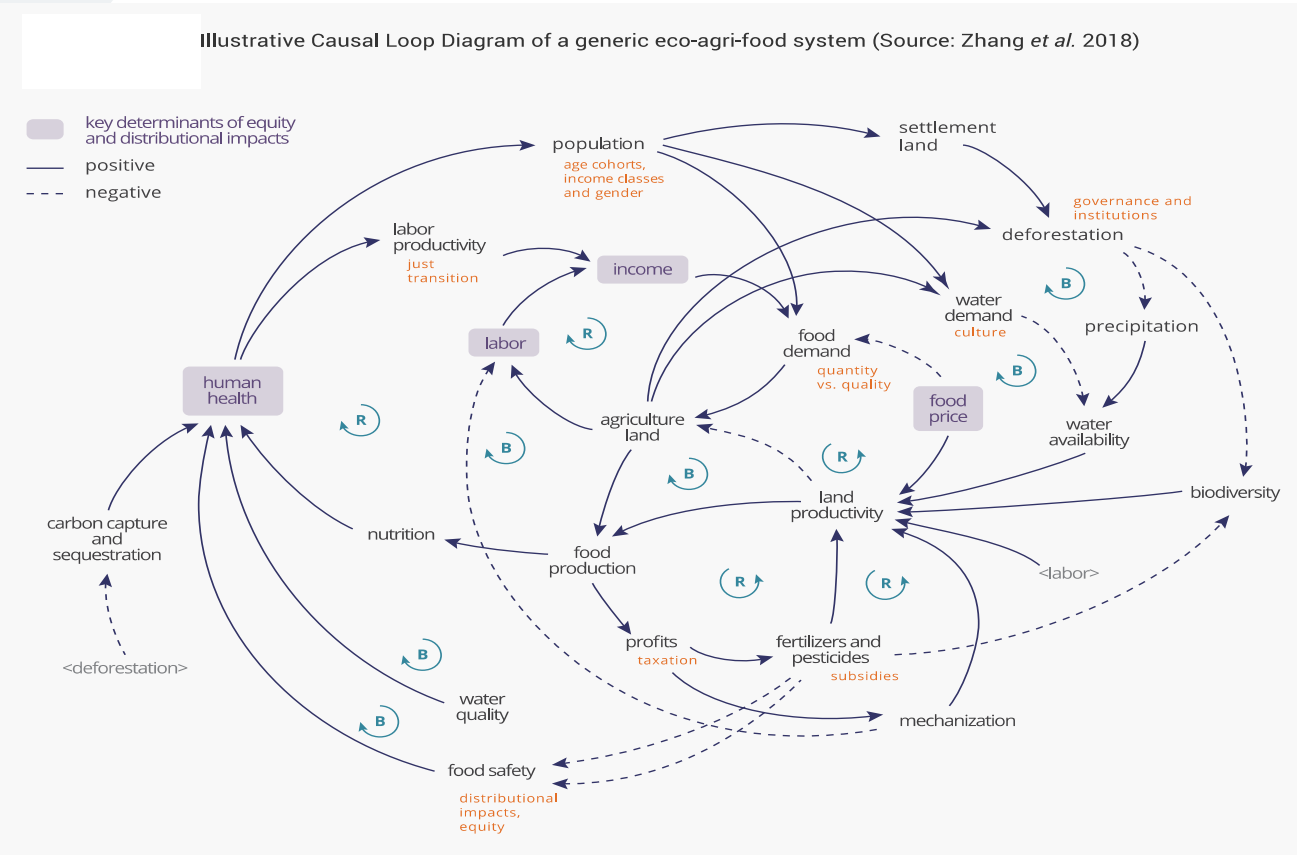 Illustrative Causal Loop Diagram of a generic eco-agri-food system (Source: Zhang et al. 2018)
key determinants of equity
and distributional impacts
positive
negative
population
age cohorts,
income classes
and gender
settlement
land
governance and
institutions
deforestation
labor
productivity
just
transition
income
water
demand
culture
B
precipitation
labor
R
food
demand
quantity
vs. quality
B
human
health
food
price
R
agriculture
land
water
availability
B
B
R
land
productivity
biodiversity
carbon capture
and
sequestration
nutrition
food
production
<labor>
R
R
<deforestation>
B
profits
taxation
fertilizers and
pesticides
subsidies
water
quality
B
mechanization
food safety
distributional
impacts,
equity